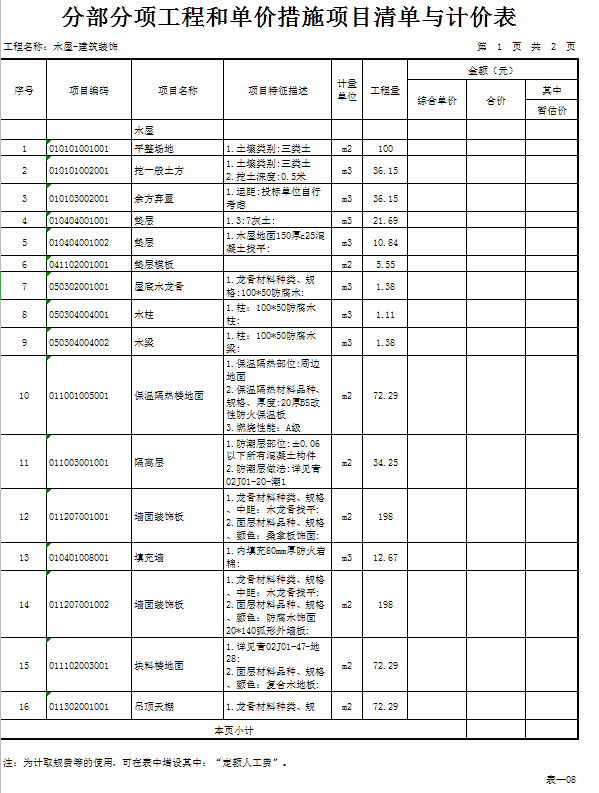 分部分项工程和单价措施项目清单与计价表
工程名称：木屋-建筑装饰 第 1 页 共 2 页
序号 项目编码 项目名称 项目特征描述 计量单位 工程量 金额（元）
综合单价 合价 其中
暂估价
木屋
1 010101001001 平整场地 1.土壤类别:三类土 m2 100
2 010101002001 挖一般土方 1.土壤类别:三类土
2.挖土深度:0.5米 m3 36.15
3 010103002001 余方弃置 1.运距:投标单位自行
考虑 m3 36.15
4 010404001001 垫层 1.3:7灰土: m3 21.69
5 010404001002 垫层 1.木屋地面150厚c25混
凝土找平: m3 10.84
6 041102001001 垫层模板 m2 5.55
7 050302001001 屋底木龙骨 1.龙骨材料种类、规
格:100*50防腐木: m3 1.38
8 050304004001 木柱 1.柱: 100*50防腐木
柱: m3 1.11
9 050304004002 木梁 1.柱: 100*50防腐木
梁: m3 1.38
10 011001005001 保温隔热楼地面 1.保温隔热部位:周边
地面
2.保温隔热材料品种、
规格、厚度:20厚BS改
性防火保温板
3.燃烧性能: A级 m2 72.29
11 011003001001 隔离层 1.防潮层部位:±0.06
以下所有混凝土构件
2.防潮层做法:详见青
02J01-20-潮1 m2 34.25
12 011207001001 墙面装饰板 1.龙骨材料种类、规格
、中距: 木龙骨找平:
2.面层材料品种、规格
、颜色: 桑拿板饰面: m2 198
13 010401008001 填充墙 1.内填充80mm厚防火岩
棉: m3 12.67
14 011207001002 墙面装饰板 1.龙骨材料种类、规格
、中距: 木龙骨找平:
2.面层材料品种、规格
、颜色: 防腐木饰面
20*140弧形外墙板: m2 198
15 011102003001 块料楼地面 1.详见青02J01-47-地
28:
2.面层材料品种、规格
、颜色: 复合木地板: m2 72.29
16 011302001001 吊顶天棚 1.龙骨材料种类、规 m2 72.29
本页小计
注：为计取规费等的使用，可在表中增设其中：“定额人工费”。
表—08